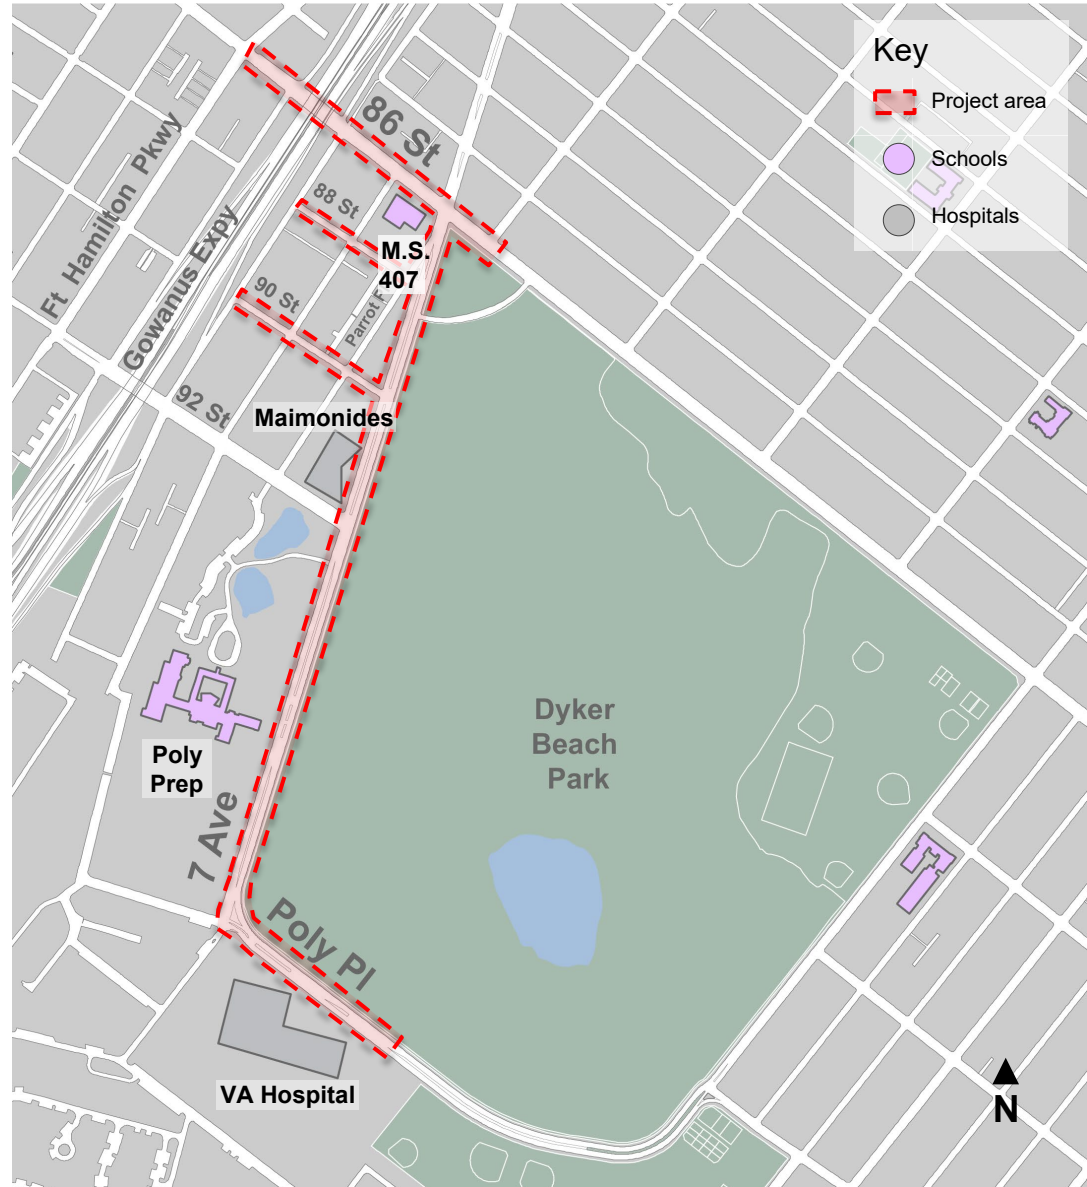 Key
Project area
Schools
Hospitals
86 St
Ft Hamilton Pkwy
Gowanus Expy
88 St
M.S.
407
90 St
Parrot
92 St
Maimonides
Poly
Prep
7 Ave
Dyker
Beach
Park
Poly Pl
VA Hospital
N